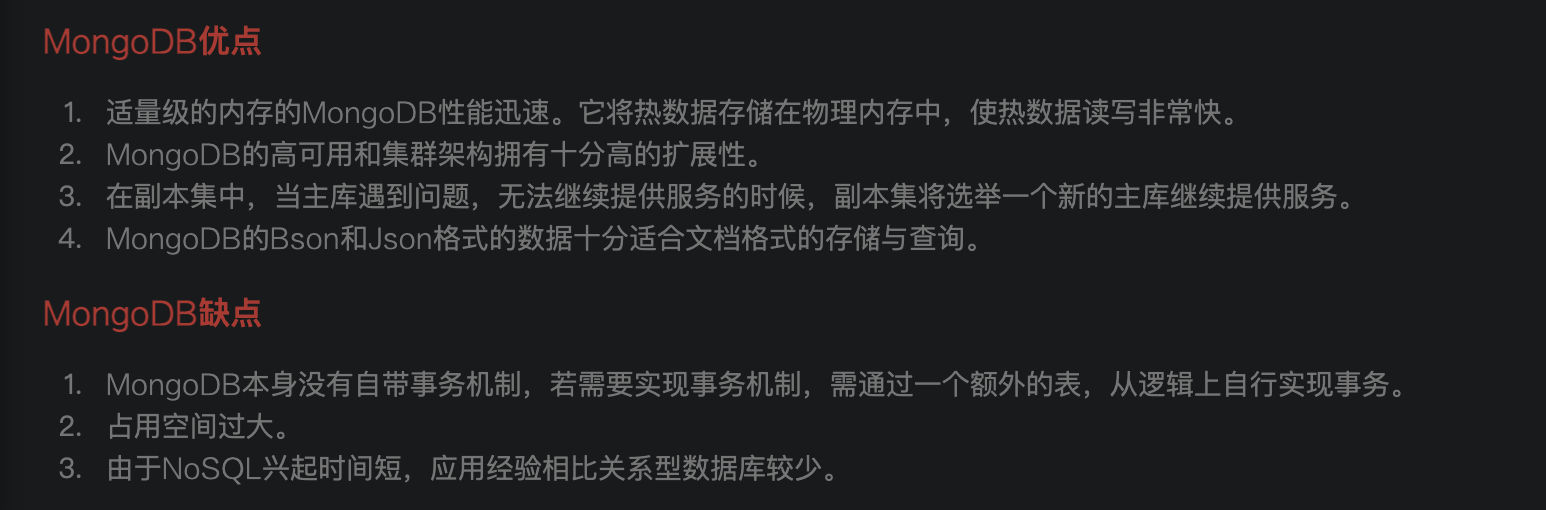 MongoDB优点
1. 适量级的内存的MongoDB性能迅速。它将热数据存储在物理内存中，使热数据读写非常快。
2. MongoDB的高可用和集群架构拥有十分高的扩展性。
3. 在副本集中，当主库遇到问题，无法继续提供服务的时候，副本集将选举一个新的主库继续提供服务。
4. MongoDB的Bson和Json格式的数据十分适合文档格式的存储与查询。
MongoDB缺点
1. MongoDB本身没有自带事务机制，若需要实现事务机制，需通过一个额外的表，从逻辑上自行实现事务。
2. 占用空间过大。
3. 由于NoSQL兴起时间短，应用经验相比关系型数据库较少。